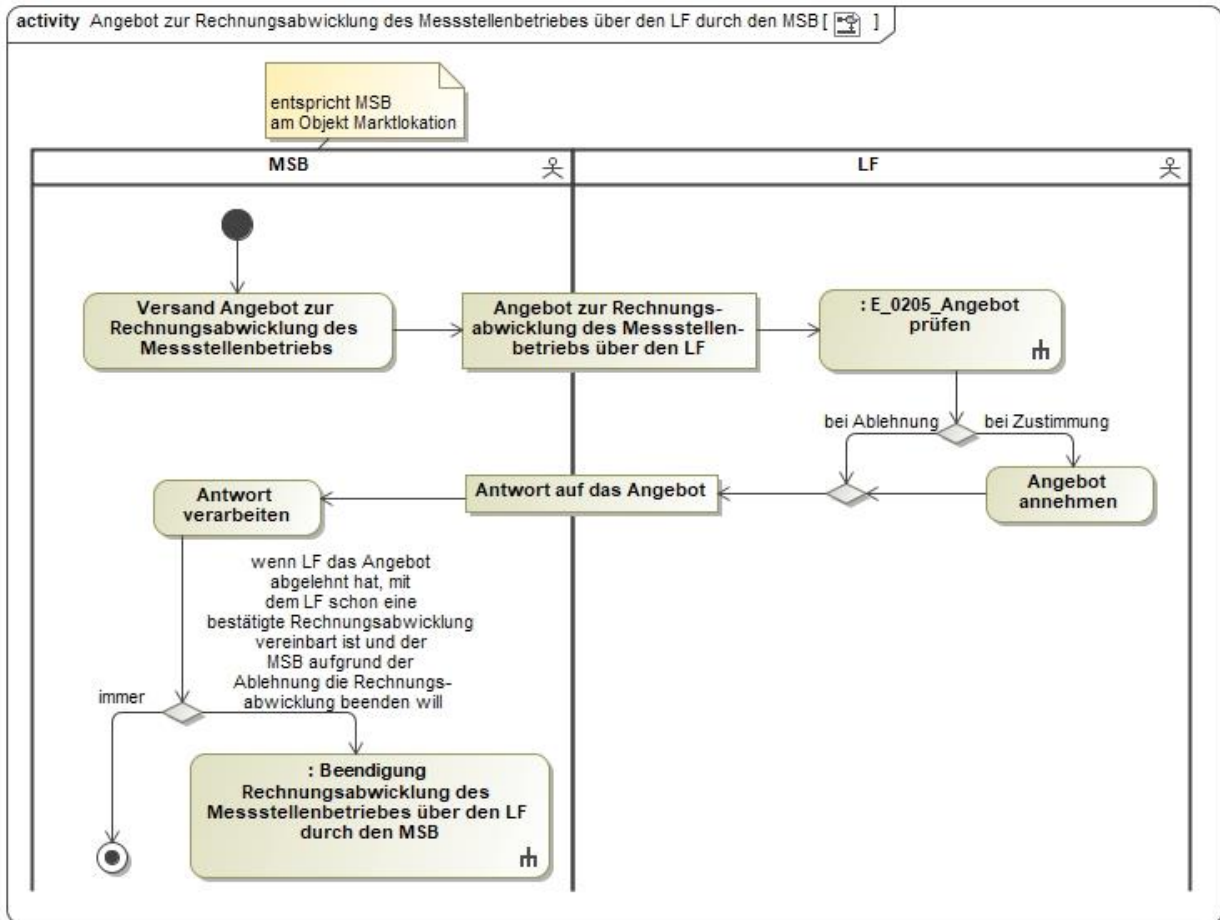 activity Angebot zur Rechnungsabwicklung des Messstellenbetriebes über den LF durch den MSB [ ]
entspricht MSB
am Objekt Marktlokation
MSB
LF
Versand Angebot zur
Rechnungsabwicklung des
Messstellenbetriebs
Angebot zur Rechnungs-
abwicklung des Messstellen-
betriebs über den LF
: E_0205_Angebot
prüfen
bei Ablehnung
bei Zustimmung
Angebot
annehmen
Antwort auf das Angebot
Antwort
verarbeiten
wenn LF das Angebot
abgelehnt hat, mit
dem LF schon eine
bestätigte Rechnungsabwicklung
vereinbart ist und der
MSB aufgrund der
Ablehnung die Rechnungs-
abwicklung beenden will
immer
: Beendigung
Rechnungsabwicklung des
Messstellenbetriebes über den LF
durch den MSB